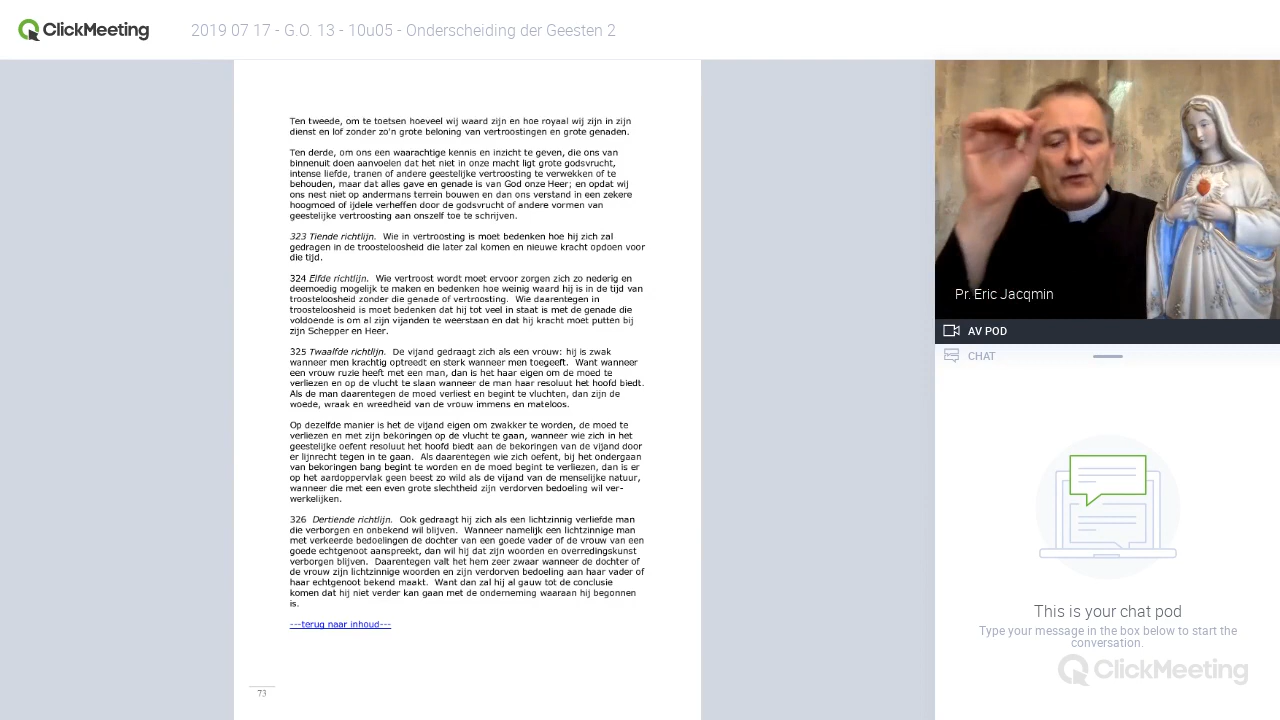 ClickMeeting
2019 07 17 - G.O. 13 - 10u05 - Onderscheiding der Geesten 2
Ten tweede, om te toetsen hoeveel wij waard zijn en hoe royaal wij zijn in zijn
dienst en lof zonder zo'n grote beloning van vertroostingen en grote genaden.
Ten derde, om ons een waarachtige kennis en inzicht te geven, die ons van
binnenuit doen aanvoelen dat het niet in onze macht ligt grote godsvrucht,
intense liefde, tranen of andere geestelijke vertroosting te verwekken of te
behouden, maar dat alles gave en genade is van God onze Heer; en opdat wij
ons nest niet op andermans terrein bouwen en dan ons verstand in een zekere
hoogmoed of ijdele verheffen door de godsvrucht of andere vormen van
geestelijke vertroosting aan onszelf toe te schrijven.
323 Tiende richtlijn. Wie in vertroosting is moet bedenken hoe hij zich zal
gedragen in de troosteloosheid die later zal komen en nieuwe kracht opdoen voor
die tijd.
324 Elfde richtlijn. Wie vertroost wordt moet ervoor zorgen zich zo nederig en
deemoedig mogelijk te maken en bedenken hoe weinig waard hij is in de tijd van
troosteloosheid zonder die genade of vertroosting. Wie daarentegen in
troosteloosheid is moet bedenken dat hij tot veel in staat is met de genade die
voldoende is om al zijn vijanden te weerstaan en dat hij kracht moet putten bij
zijn Schepper en Heer.
325 Twaalfde richtlijn. De vijand gedraagt zich als een vrouw: hij is zwak
wanneer men krachtig optreedt en sterk wanneer men toegeeft. Want wanneer
een vrouw ruzie heeft met een man, dan is het haar eigen om de moed te
verliezen en op de vlucht te slaan wanneer de man haar resoluut het hoofd biedt.
Als de man daarentegen de moed verliest en begint te vluchten, dan zijn de
woede, wraak en wreedheid van de vrouw immens en mateloos.
Op dezelfde manier is het de vijand eigen om zwakker te worden, de moed te
verliezen en met zijn bekoringen op de vlucht te gaan, wanneer wie zich in het
geestelijke oefent resoluut het hoofd biedt aan de bekoringen van de vijand door
er lijnrecht tegen in te gaan. Als daarentegen wie zich oefent, bij het ondergaan
van bekoringen bang begint te worden en de moed begint te verliezen, dan is er
op het aardoppervlak geen beest zo wild als de vijand van de menselijke natuur,
wanneer die met een even grote slechtheid zijn verdorven bedoeling wil ver-
werkelijken.
326 Dertiende richtlijn. Ook gedraagt hij zich als een lichtzinnig verliefde man
die verborgen en onbekend wil blijven. Wanneer namelijk een lichtzinnige man
met verkeerde bedoelingen de dochter van een goede vader of de vrouw van een
goede echtgenoot aanspreekt, dan wil hij dat zijn woorden en overredingskunst
verborgen blijven. Daarentegen valt het hem zeer zwaar wanneer de dochter of
de vrouw zijn lichtzinnige woorden en zijn verdorven bedoeling aan haar vader of
haar echtgenoot bekend maakt. Want dan zal hij al gauw tot de conclusie
komen dat hij niet verder kan gaan met de onderneming waaraan hij begonnen
is.
---terug naar inhoud---
73
Pr. Eric Jacqmin
AV POD
CHAT
This is your chat pod
Type your message in the box below to start the
conversation.
ClickMeeting